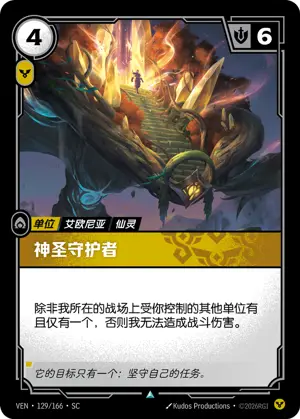 4
6
单位 艾欧尼亚 仙灵
神圣守护者
除非我所在的战场上受你控制的其他单位有
且仅有一个，否则我无法造成战斗伤害。
它的目标只有一个：坚守自己的任务。
VEN • 129/166 • SC
Kudos Productions • ©2026RGI